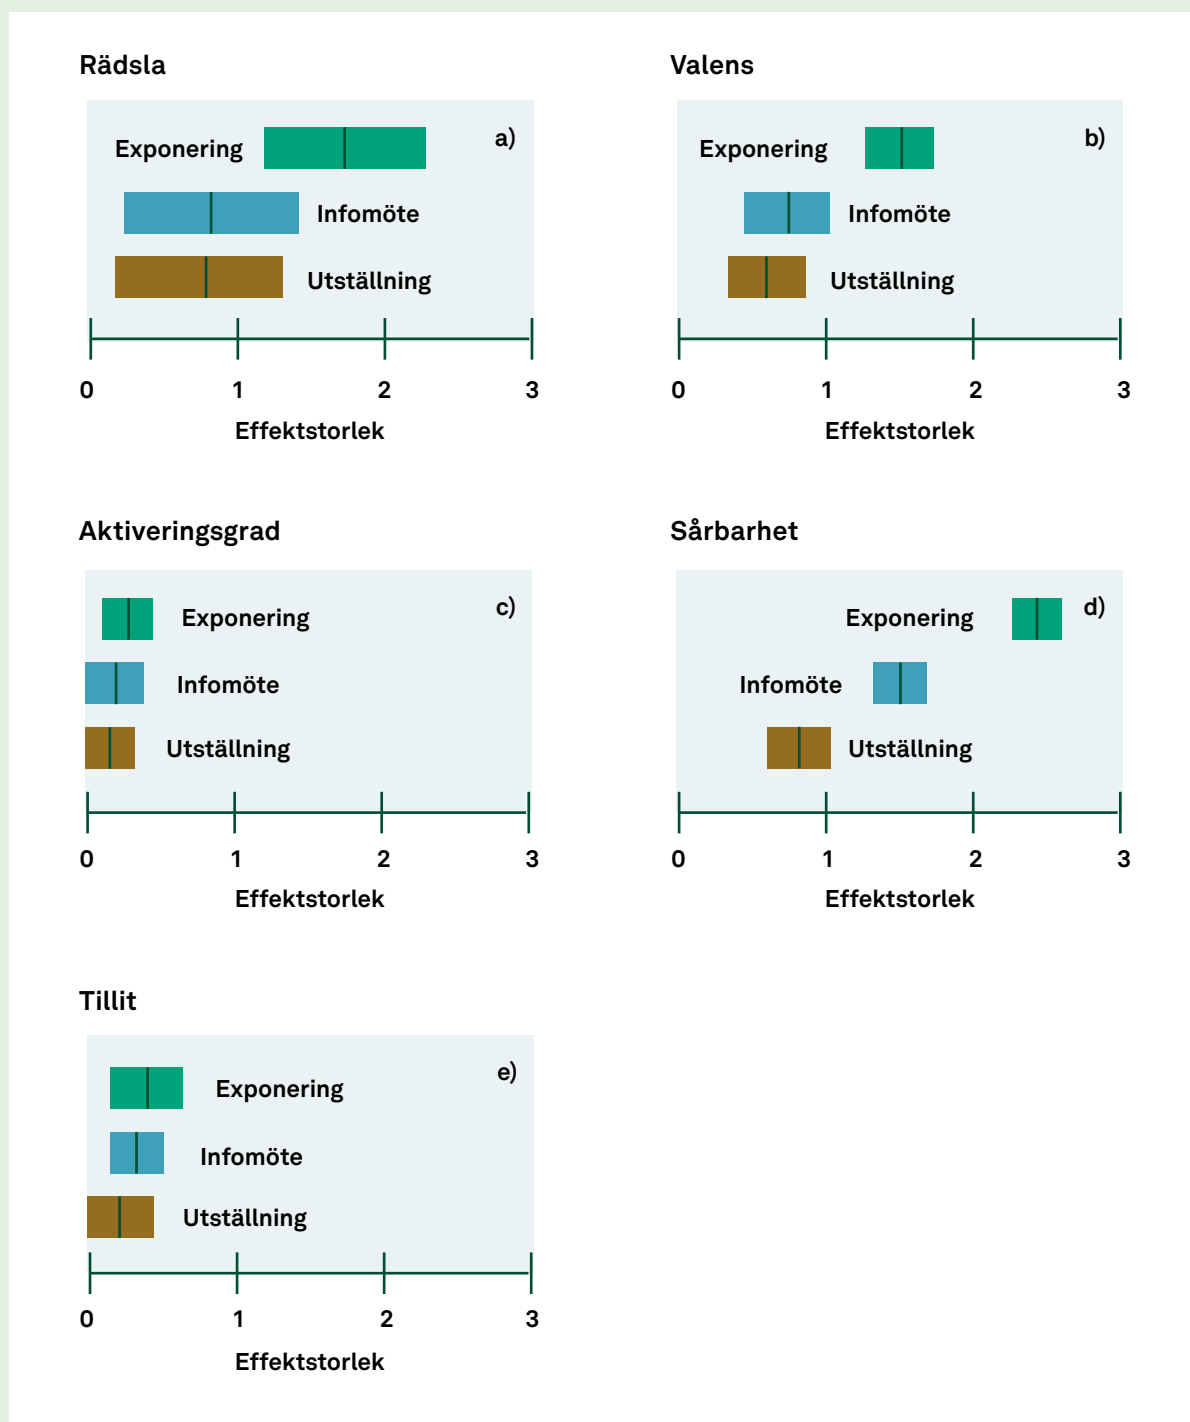 Rädsla
a)
Exponering
Infomöte
Utställning
0 1 2 3
Effektstorlek
Valens
b)
Exponering
Infomöte
Utställning
0 1 2 3
Effektstorlek
Aktiveringsgrad
c)
Exponering
Infomöte
Utställning
0 1 2 3
Effektstorlek
Sårbarhet
d)
Exponering
Infomöte
Utställning
0 1 2 3
Effektstorlek
Tillit
e)
Exponering
Infomöte
Utställning
0 1 2 3
Effektstorlek